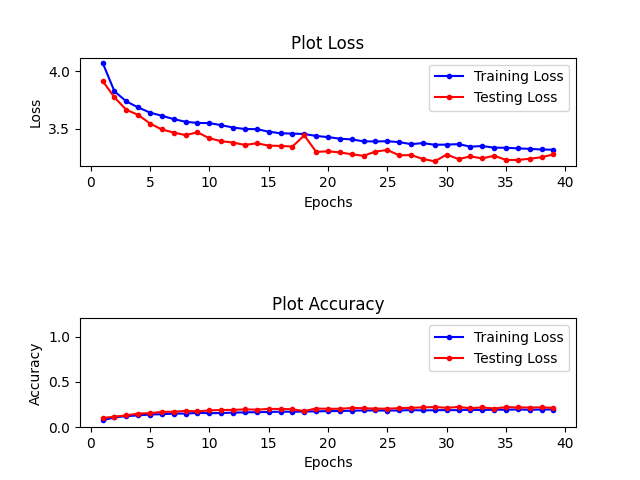 Plot Loss
Loss
4.0
3.5
Training Loss
Testing Loss
0 5 10 15 20 25 30 35 40
Epochs
Plot Accuracy
Accuracy
1.0
0.5
0.0
Training Loss
Testing Loss
0 5 10 15 20 25 30 35 40
Epochs